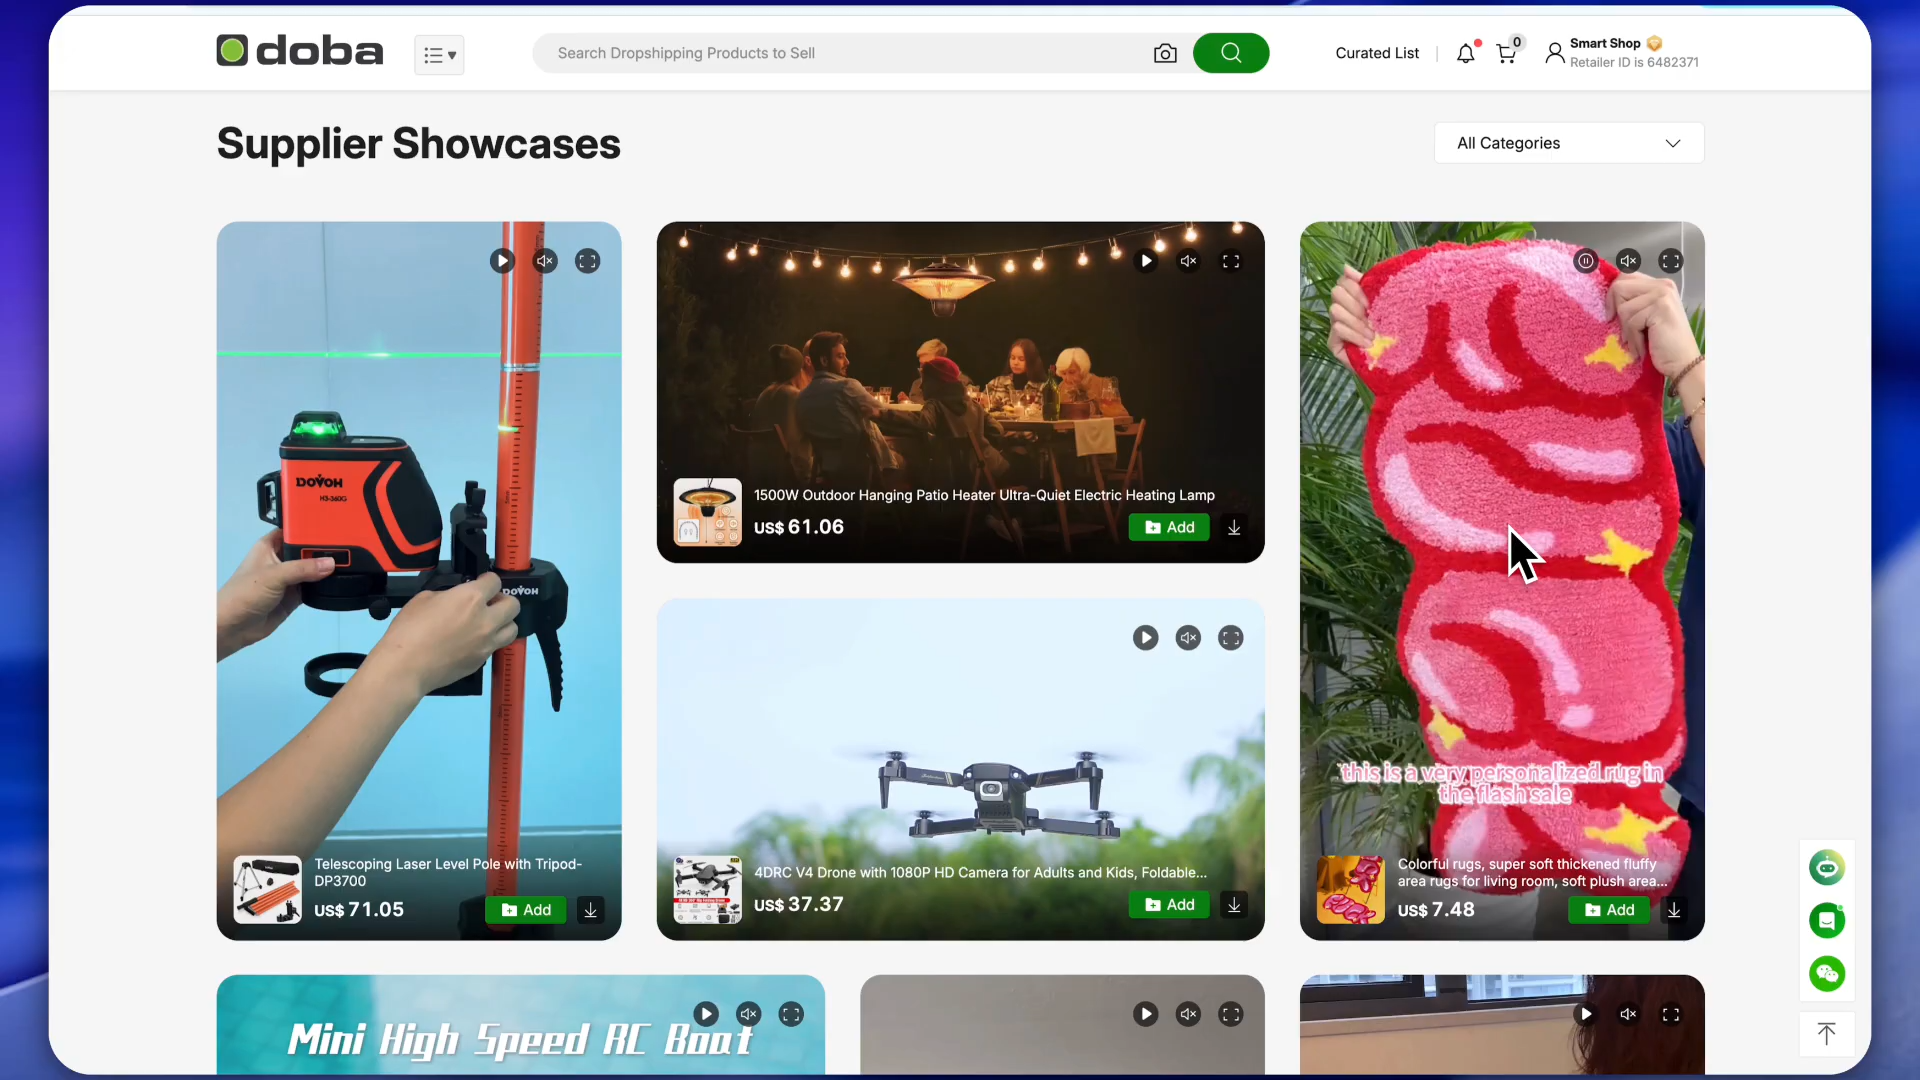 doba
Search Dropshipping Products to Sell
Curated List
0
Smart Shop
Retailer ID is 6482371
Supplier Showcases
All Categories
DOVOH
H3-360G
DOVOH
Telescoping Laser Level Pole with Tripod-
DP3700
US$ 71.05
Add
1500W Outdoor Hanging Patio Heater Ultra-Quiet Electric Heating Lamp
US$ 61.06
Add
4DRC V4 Drone with 1080P HD Camera for Adults and Kids, Foldable...
US$ 37.37
Add
this is a very personalized rug in
the flash sale
Colorful rugs, super soft thickened fluffy
area rugs for living room, soft plush area...
US$ 7.48
Add
Mini High Speed RC Boat